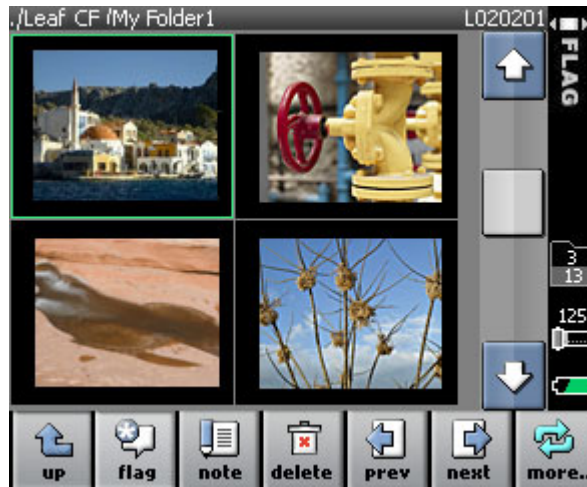 ./Leaf CF /My Folder1 L020201
FLAG
3
13
125
up flag note delete prev next more..